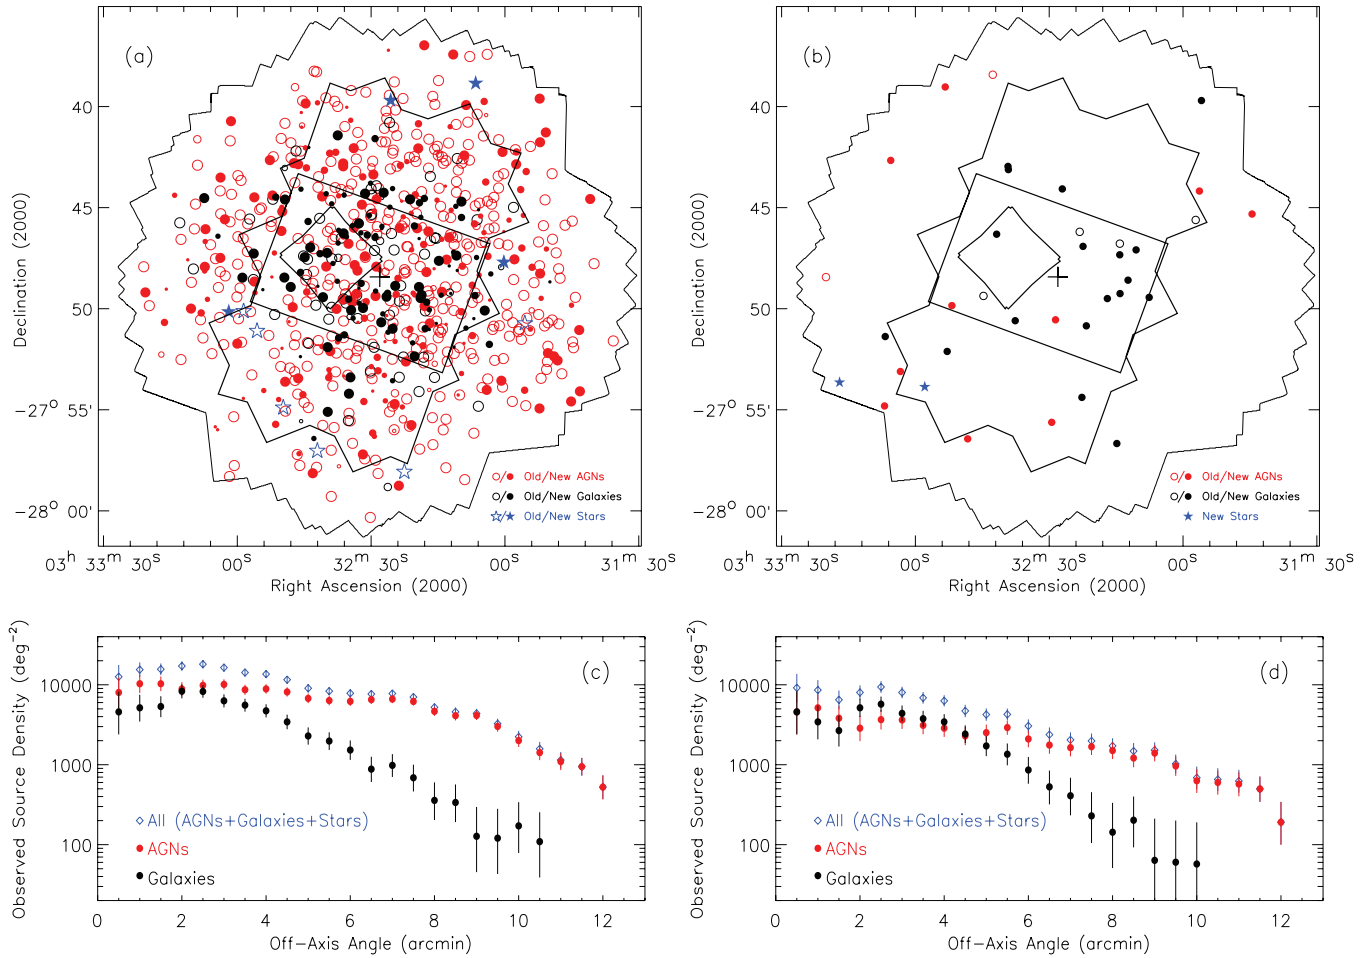 (a)
Declination (2000)
40
45
50
−27° 55'
−28° 00'
○/● Old/New AGNs
○/● Old/New Galaxies
☆/★ Old/New Stars
03ʰ 33ᵐ 30ˢ 00ˢ 32ᵐ 30ˢ 00ˢ 31ᵐ 30ˢ
Right Ascension (2000)
(b)
Declination (2000)
40
45
50
−27° 55'
−28° 00'
○/● Old/New AGNs
○/● Old/New Galaxies
★ New Stars
03ʰ 33ᵐ 30ˢ 00ˢ 32ᵐ 30ˢ 00ˢ 31ᵐ 30ˢ
Right Ascension (2000)
(c)
Observed Source Density (deg⁻²)
10000
1000
100
All (AGNs+Galaxies+Stars)
AGNs
Galaxies
0 2 4 6 8 10 12
Off−Axis Angle (arcmin)
(d)
Observed Source Density (deg⁻²)
10000
1000
100
All (AGNs+Galaxies+Stars)
AGNs
Galaxies
0 2 4 6 8 10 12
Off−Axis Angle (arcmin)